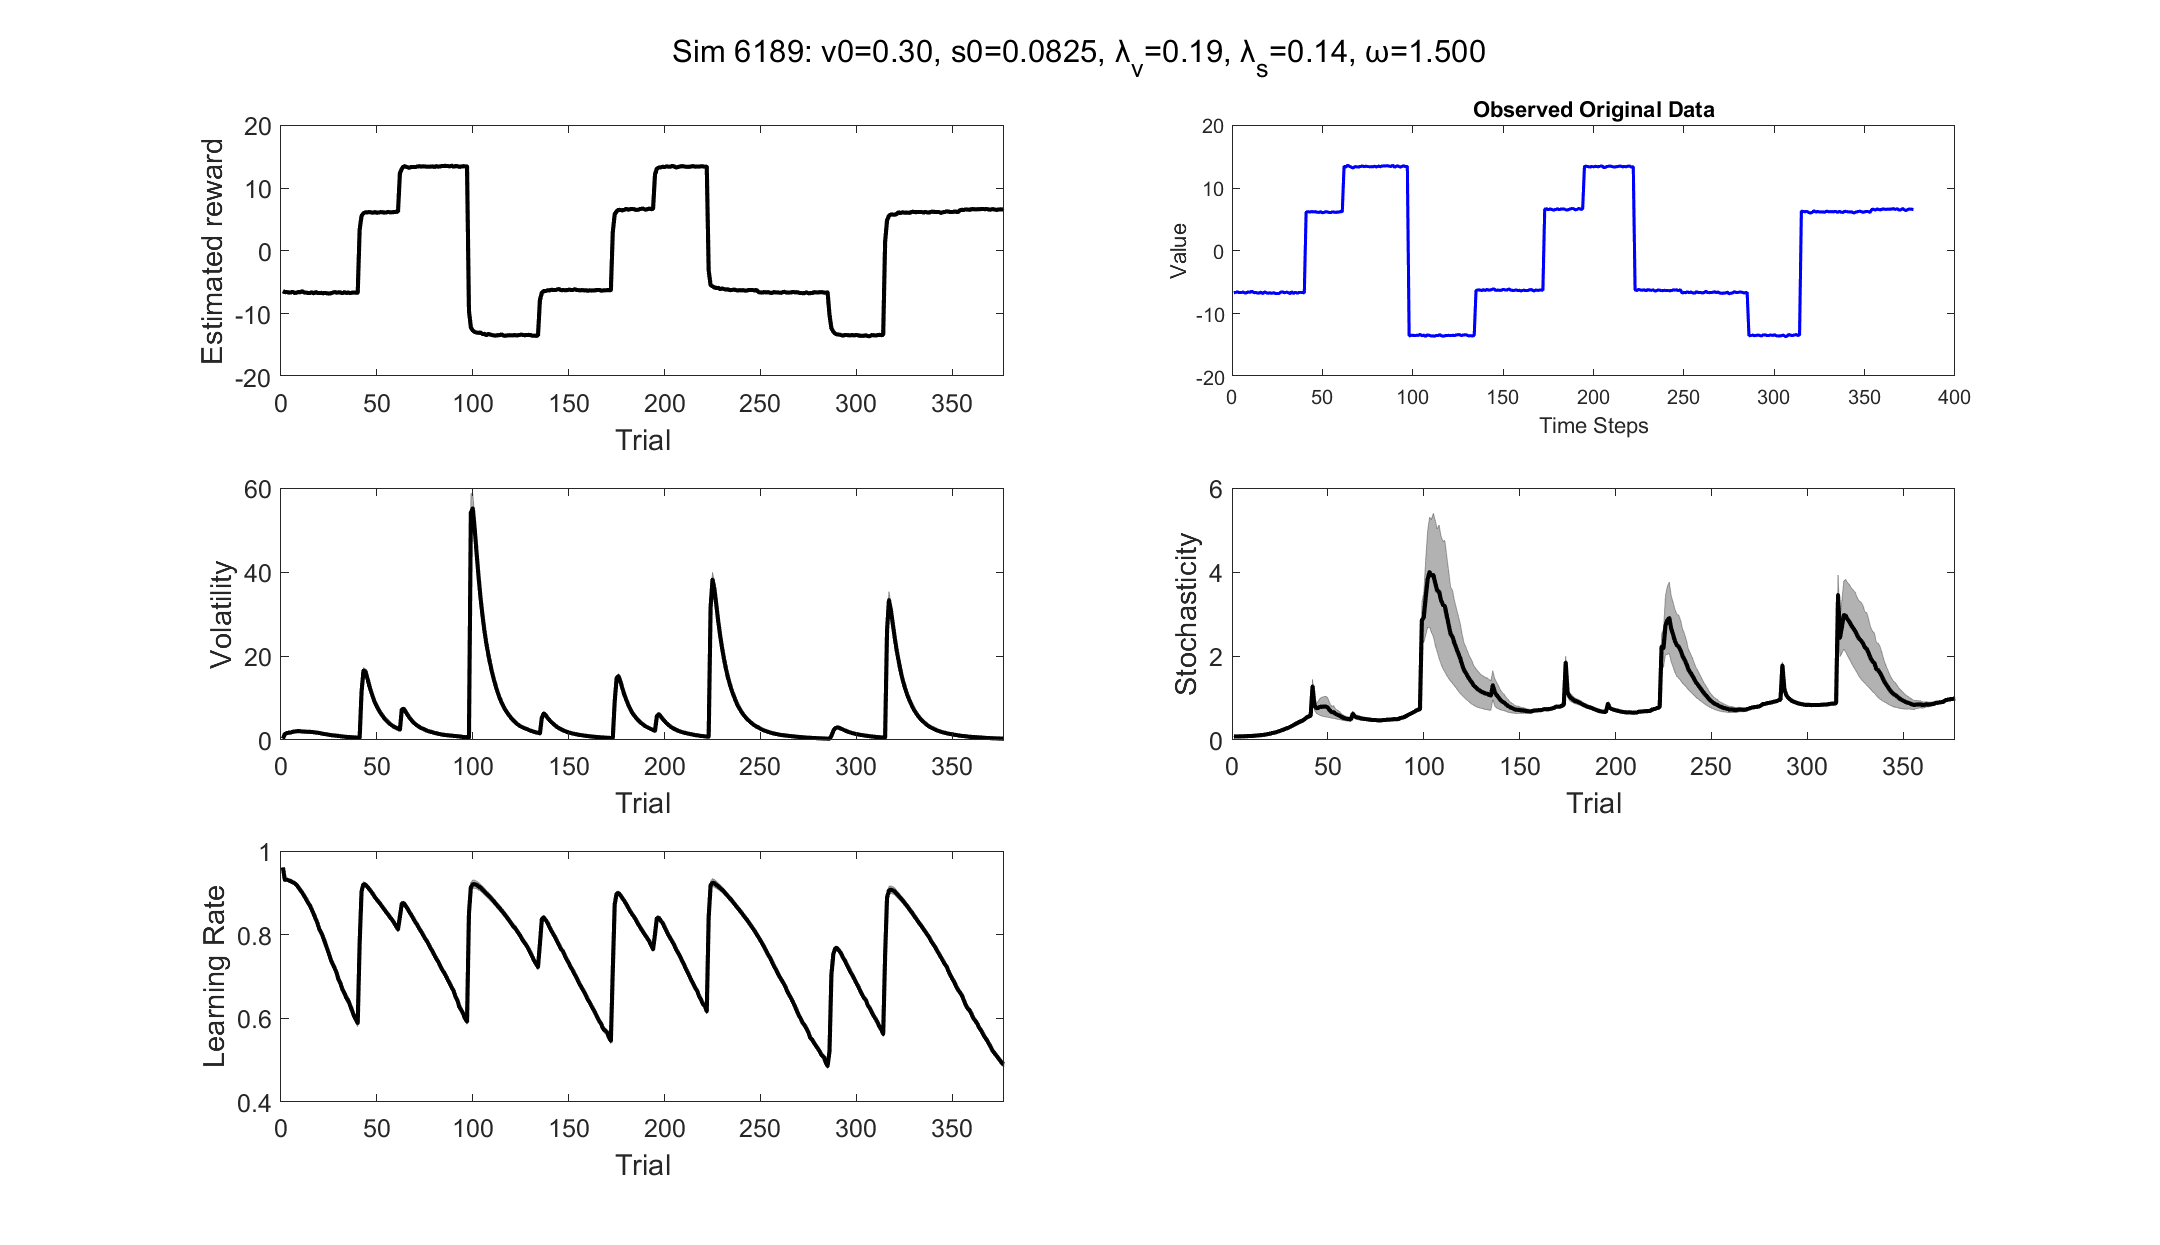 Sim 6189: v0=0.30, s0=0.0825, λ_v=0.19, λ_s=0.14, ω=1.500
20
10
0
-10
-20
Estimated reward
0 50 100 150 200 250 300 350
Trial
Observed Original Data
20
10
0
-10
-20
Value
0 50 100 150 200 250 300 350 400
Time Steps
60
40
20
0
Volatility
0 50 100 150 200 250 300 350
Trial
6
4
2
0
Stochasticity
0 50 100 150 200 250 300 350
Trial
1
0.8
0.6
0.4
Learning Rate
0 50 100 150 200 250 300 350
Trial